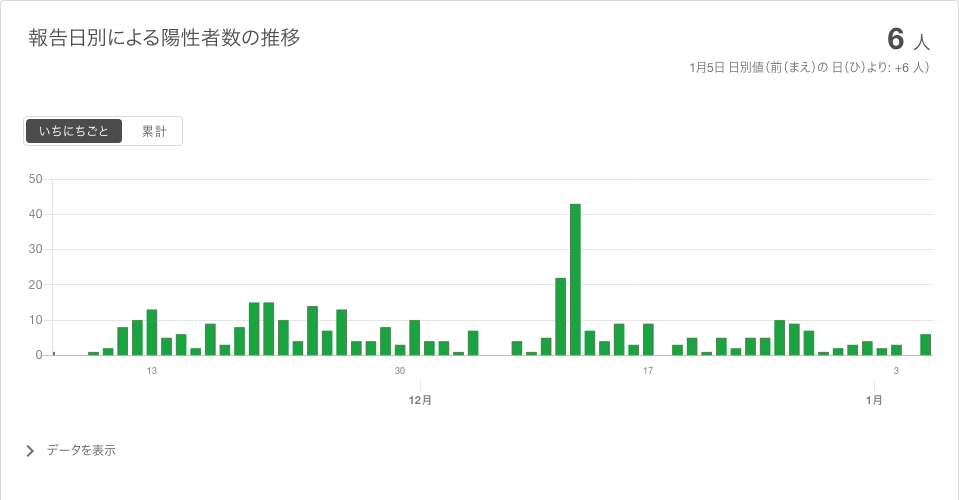 報告日別による陽性者数の推移
6 人
1月5日 日別値（前（まえ）の 日（ひ）より: +6 人）
いちにちごと 累計
50
40
30
20
10
0
13 30 17 3
12月 1月
データを表示